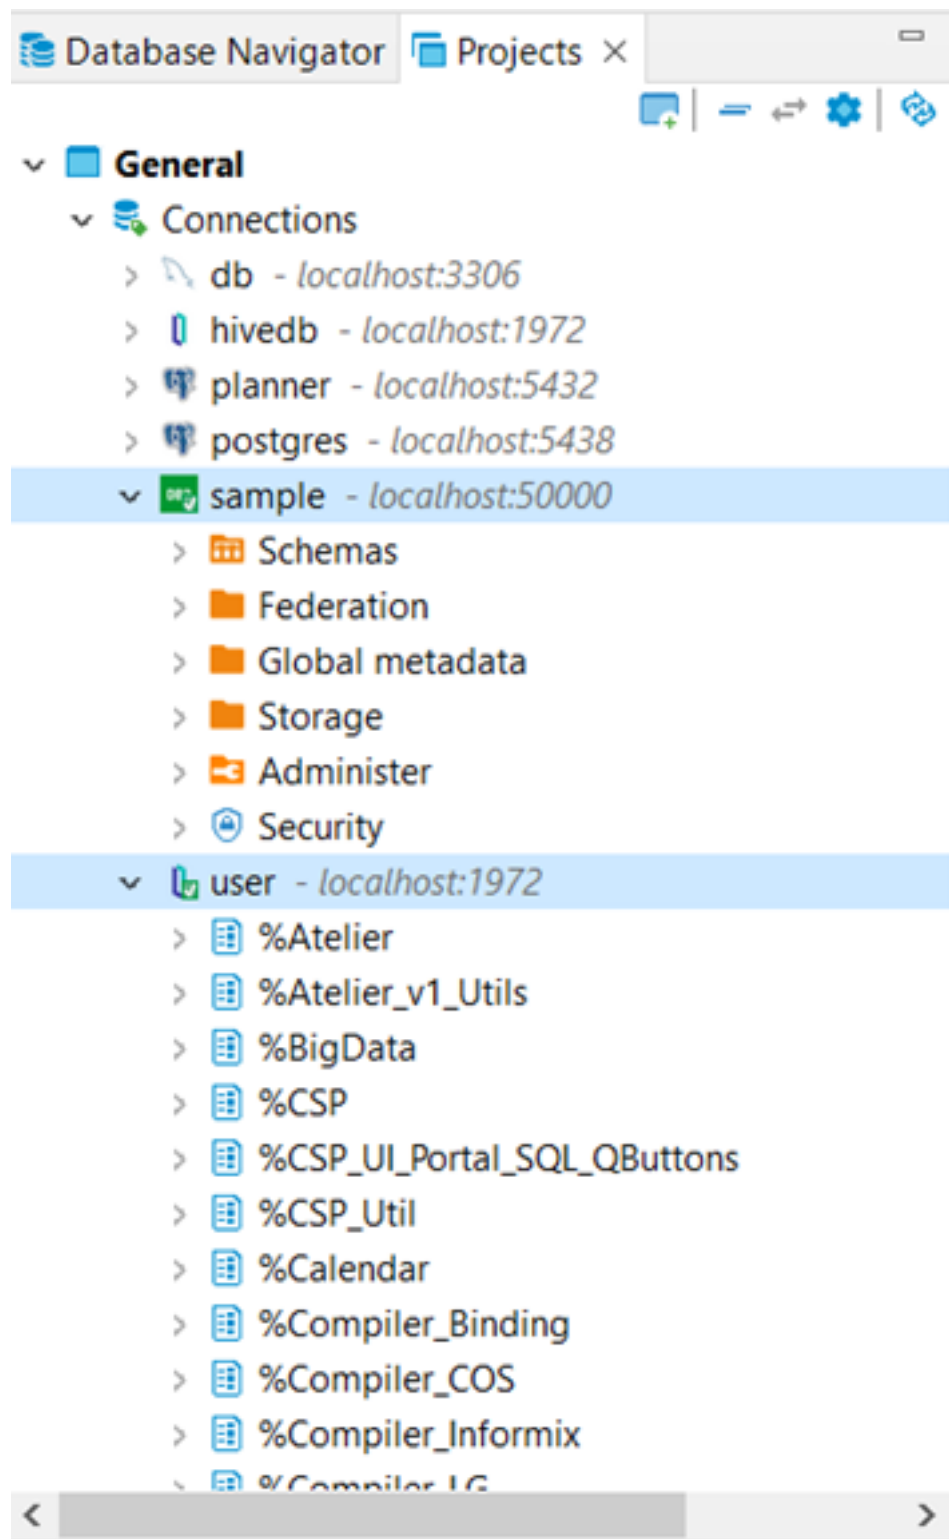 Database Navigator Projects
General
Connections
db - localhost:3306
hivedb - localhost:1972
planner - localhost:5432
postgres - localhost:5438
sample - localhost:50000
Schemas
Federation
Global metadata
Storage
Administer
Security
user - localhost:1972
%Atelier
%Atelier_v1_Utils
%BigData
%CSP
%CSP_UI_Portal_SQL_QButtons
%CSP_Util
%Calendar
%Compiler_Binding
%Compiler_COS
%Compiler_Informix
%Compiler_LG